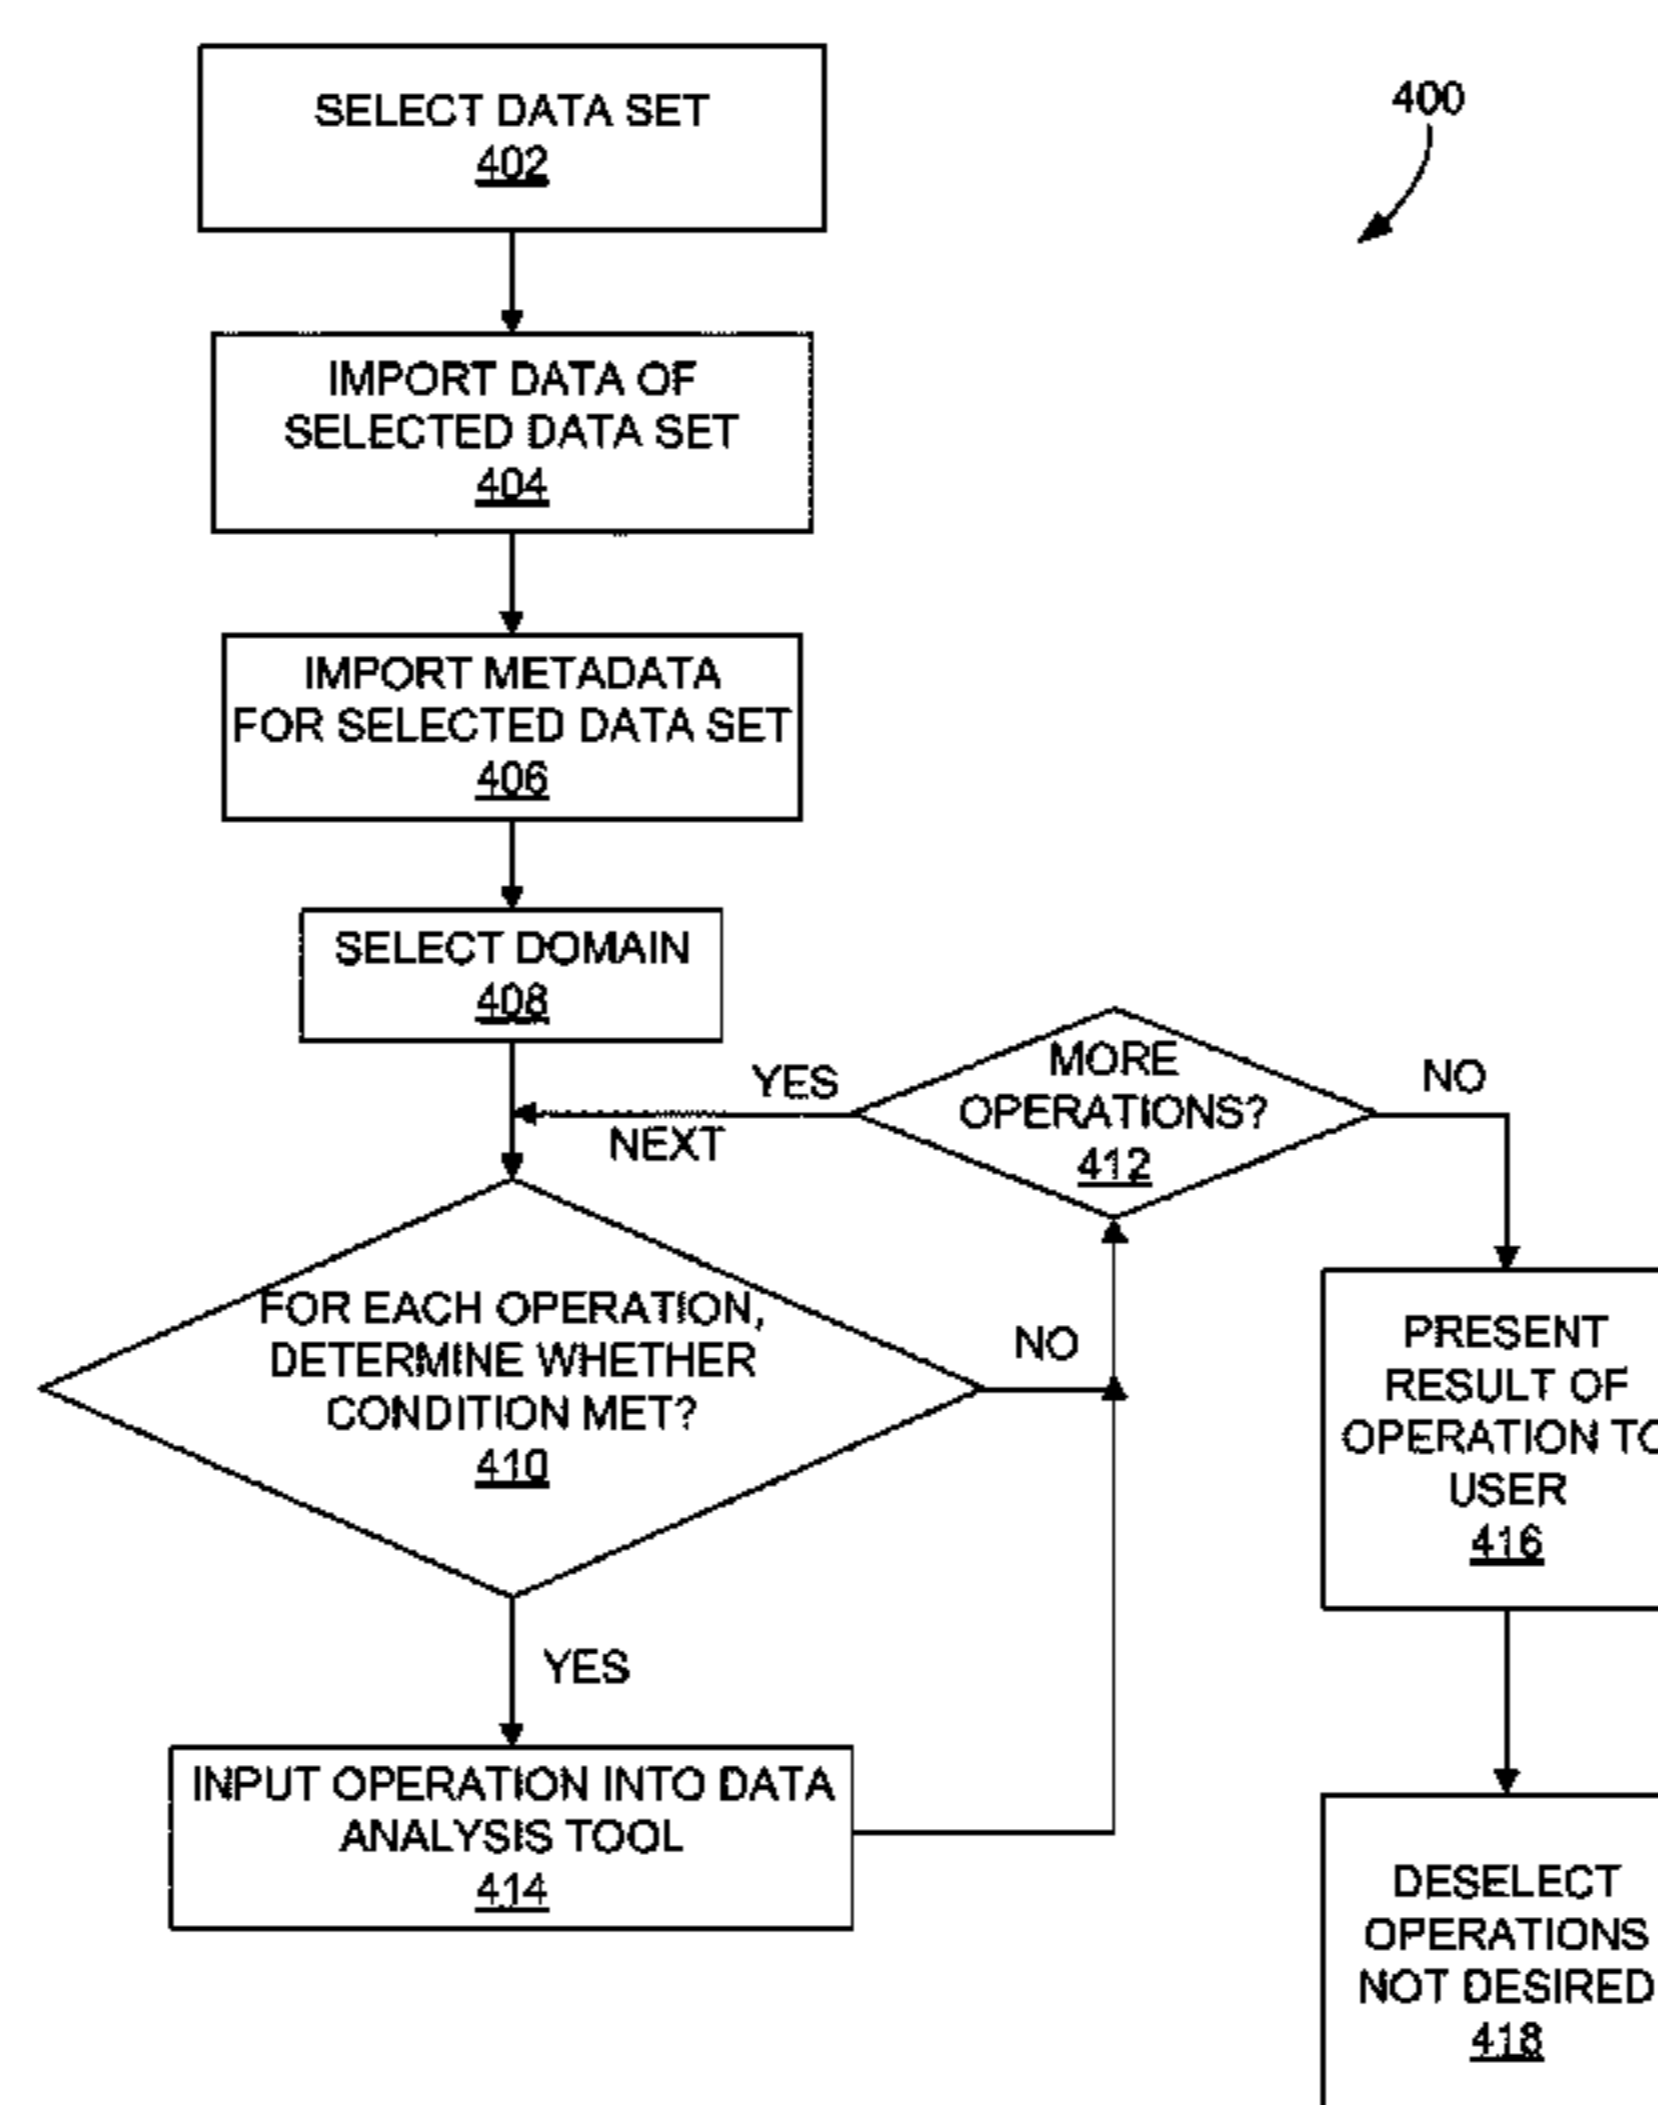 400
SELECT DATA SET
402
IMPORT DATA OF
SELECTED DATA SET
404
IMPORT METADATA
FOR SELECTED DATA SET
406
SELECT DOMAIN
408
YES
NEXT
MORE
OPERATIONS?
412
NO
FOR EACH OPERATION,
DETERMINE WHETHER
CONDITION MET?
410
NO
YES
INPUT OPERATION INTO DATA
ANALYSIS TOOL
414
PRESENT
RESULT OF
OPERATION TO
USER
416
DESELECT
OPERATIONS
NOT DESIRED
418